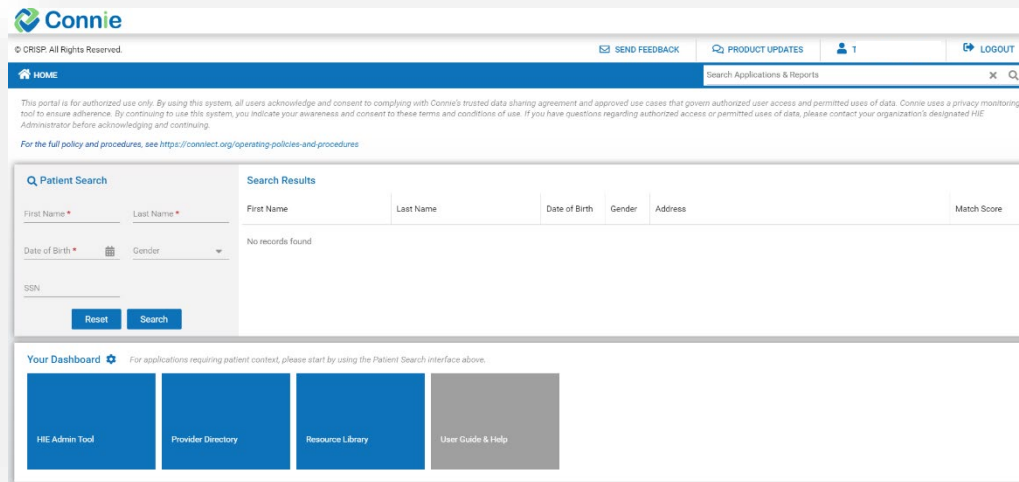 Connie
© CRISP. All Rights Reserved.
SEND FEEDBACK
PRODUCT UPDATES
1
LOGOUT
HOME
Search Applications & Reports
This portal is for authorized use only. By using this system, all users acknowledge and consent to complying with Connie's trusted data sharing agreement and approved use cases that govern authorized user access and permitted uses of data. Connie uses a privacy monitoring
tool to ensure adherence. By continuing to use this system, you indicate your awareness and consent to these terms and conditions of use. If you have questions regarding authorized access or permitted uses of data, please contact your organization's designated HIE
Administrator before acknowledging and continuing.
For the full policy and procedures, see https://conniect.org/operating-policies-and-procedures
Patient Search
First Name *
Last Name *
Date of Birth *
Gender
SSN
Reset
Search
Search Results
First Name
Last Name
Date of Birth
Gender
Address
Match Score
No records found
Your Dashboard
For applications requiring patient context, please start by using the Patient Search interface above.
HIE Admin Tool
Provider Directory
Resource Library
User Guide & Help